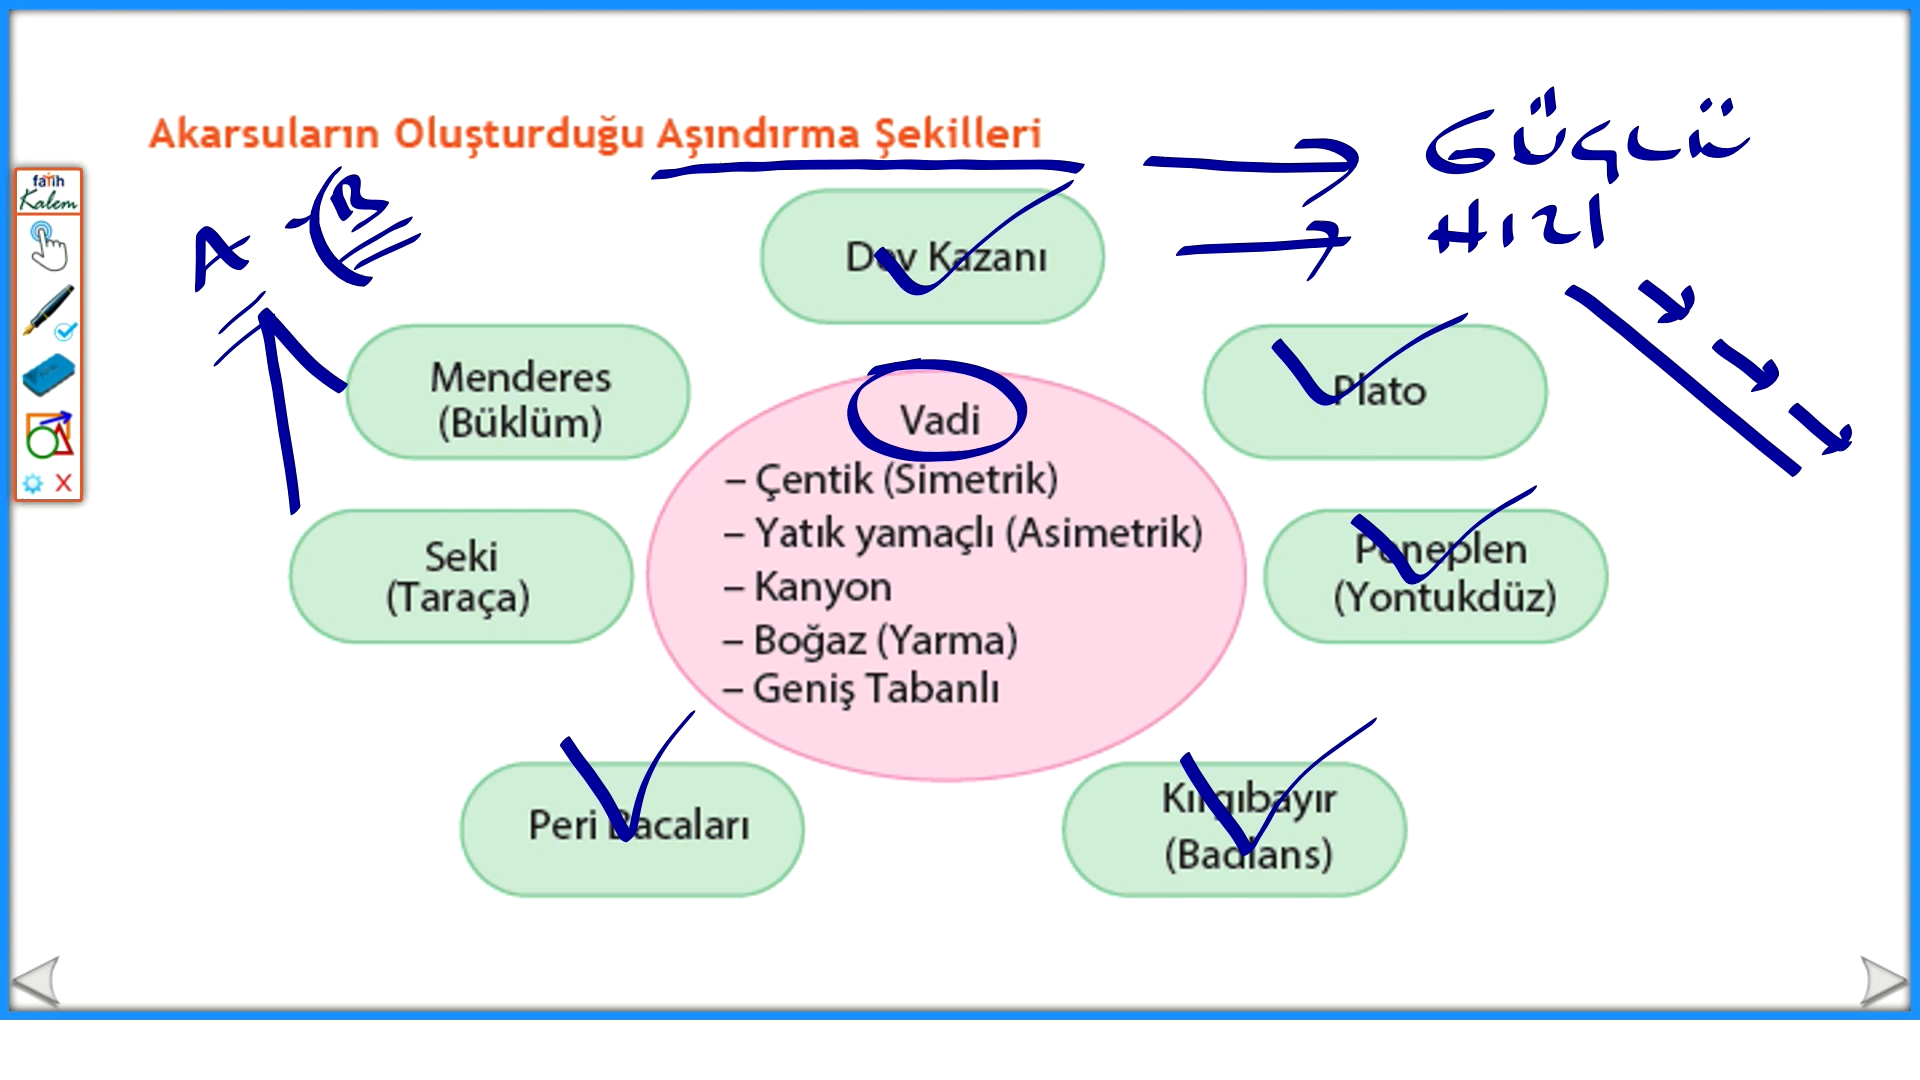 Akarsuların Oluşturduğu Aşındırma Şekilleri
GÜÇLÜ
HIZI
fatih
Kalem
A
B
Dev Kazanı
Menderes
(Büklüm)
Plato
Vadi
– Çentik (Simetrik)
– Yatık yamaçlı (Asimetrik)
– Kanyon
– Boğaz (Yarma)
– Geniş Tabanlı
Seki
(Taraça)
Peneplen
(Yontukdüz)
Peri Bacaları
Kırgıbayır
(Badlans)